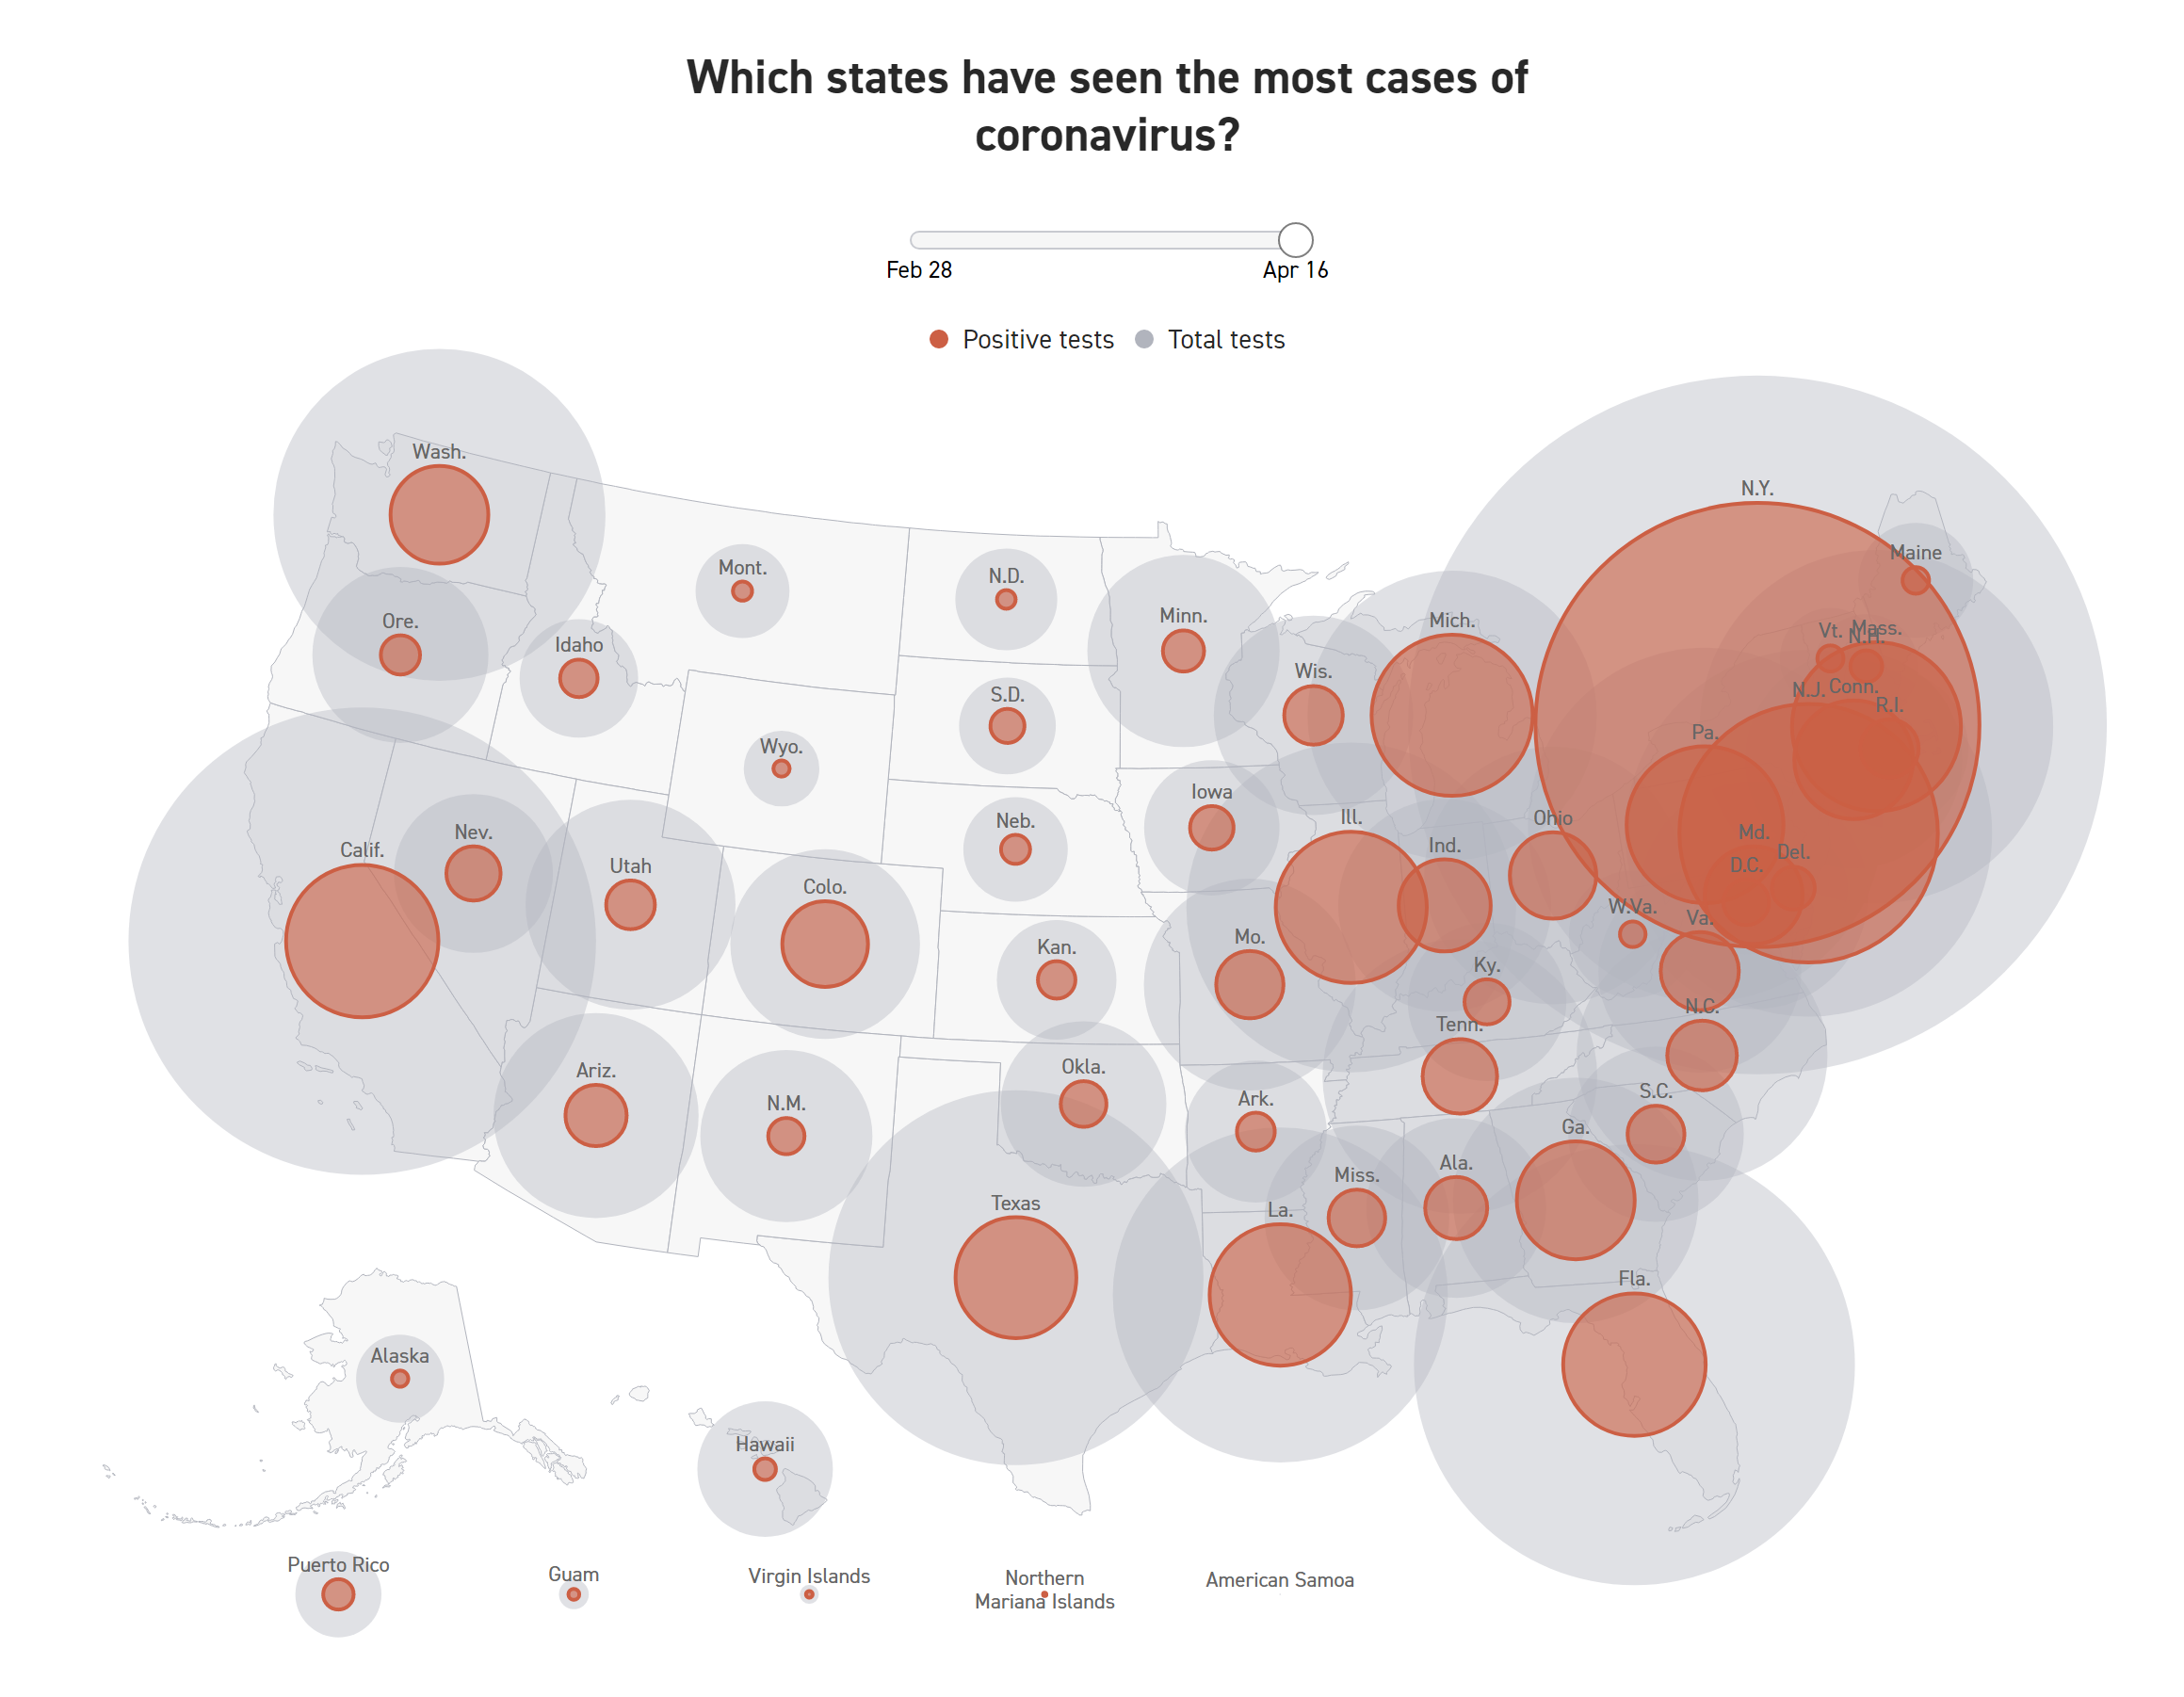 Which states have seen the most cases of
coronavirus?
Feb 28
Apr 16
Positive tests
Total tests
Wash.
N.Y.
Maine
Mont.
N.D.
Minn.
Mich.
Ore.
Idaho
Vt.
Mass.
N.H.
Wis.
S.D.
N.J.
Conn.
R.I.
Wyo.
Pa.
Iowa
Neb.
Ill.
Ohio
Nev.
Calif.
Utah
Ind.
Md.
Del.
D.C.
Colo.
W.Va.
Va.
Mo.
Kan.
Ky.
N.C.
Tenn.
Ariz.
Okla.
N.M.
Ark.
S.C.
Ga.
Ala.
Miss.
Texas
La.
Fla.
Alaska
Hawaii
Puerto Rico
Guam
Virgin Islands
Northern
Mariana Islands
American Samoa